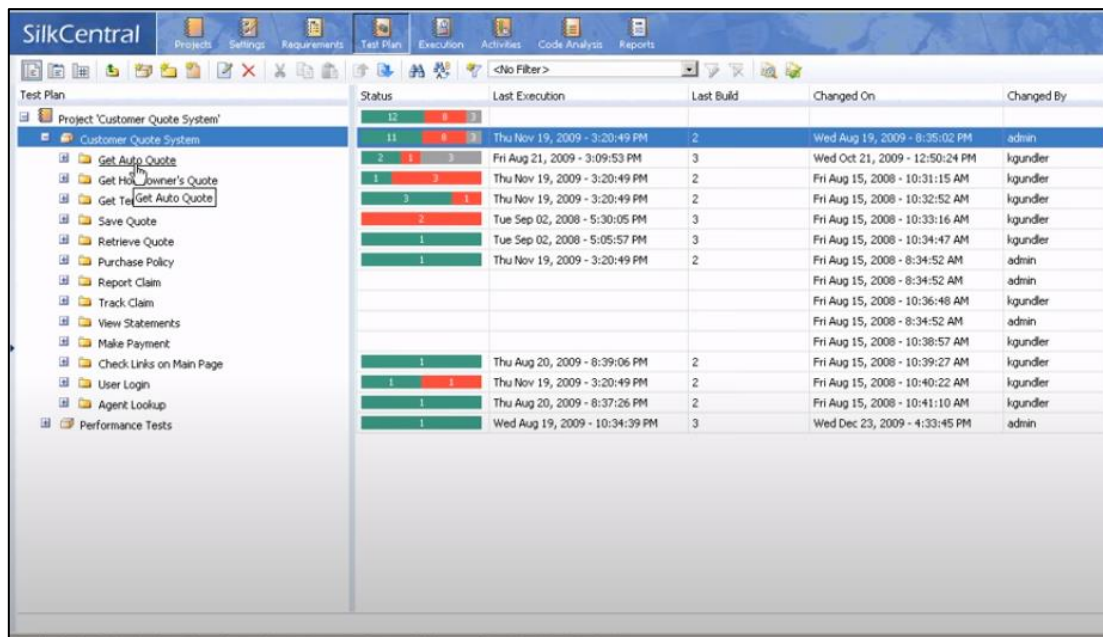 SilkCentral
Projects Settings Requirements Test Plan Execution Activities Code Analysis Reports
<No Filter>
Test Plan Status Last Execution Last Build Changed On Changed By
Project 'Customer Quote System' 12 8 3
Customer Quote System 11 8 3 Thu Nov 19, 2009 - 3:20:49 PM 2 Wed Aug 19, 2009 - 8:35:02 PM admin
Get Auto Quote 2 1 3 Fri Aug 21, 2009 - 3:09:53 PM 3 Wed Oct 21, 2009 - 12:50:24 PM kgundler
Get Ho owner's Quote 1 3 Thu Nov 19, 2009 - 3:20:49 PM 2 Fri Aug 15, 2008 - 10:31:15 AM kgundler
Get Te Get Auto Quote 3 1 Thu Nov 19, 2009 - 3:20:49 PM 2 Fri Aug 15, 2008 - 10:32:52 AM kgundler
Save Quote 2 Tue Sep 02, 2008 - 5:30:05 PM 3 Fri Aug 15, 2008 - 10:33:16 AM kgundler
Retrieve Quote 1 Tue Sep 02, 2008 - 5:05:57 PM 3 Fri Aug 15, 2008 - 10:34:47 AM kgundler
Purchase Policy 1 Thu Nov 19, 2009 - 3:20:49 PM 2 Fri Aug 15, 2008 - 8:34:52 AM admin
Report Claim Fri Aug 15, 2008 - 8:34:52 AM admin
Track Claim Fri Aug 15, 2008 - 10:36:48 AM kgundler
View Statements Fri Aug 15, 2008 - 8:34:52 AM admin
Make Payment Fri Aug 15, 2008 - 10:38:57 AM kgundler
Check Links on Main Page 1 Thu Aug 20, 2009 - 8:39:06 PM 2 Fri Aug 15, 2008 - 10:39:27 AM kgundler
User Login 1 1 Thu Nov 19, 2009 - 3:20:49 PM 2 Fri Aug 15, 2008 - 10:40:22 AM kgundler
Agent Lookup 1 Thu Aug 20, 2009 - 8:37:26 PM 2 Fri Aug 15, 2008 - 10:41:10 AM kgundler
Performance Tests 1 Wed Aug 19, 2009 - 10:34:39 PM 3 Wed Dec 23, 2009 - 4:33:45 PM admin